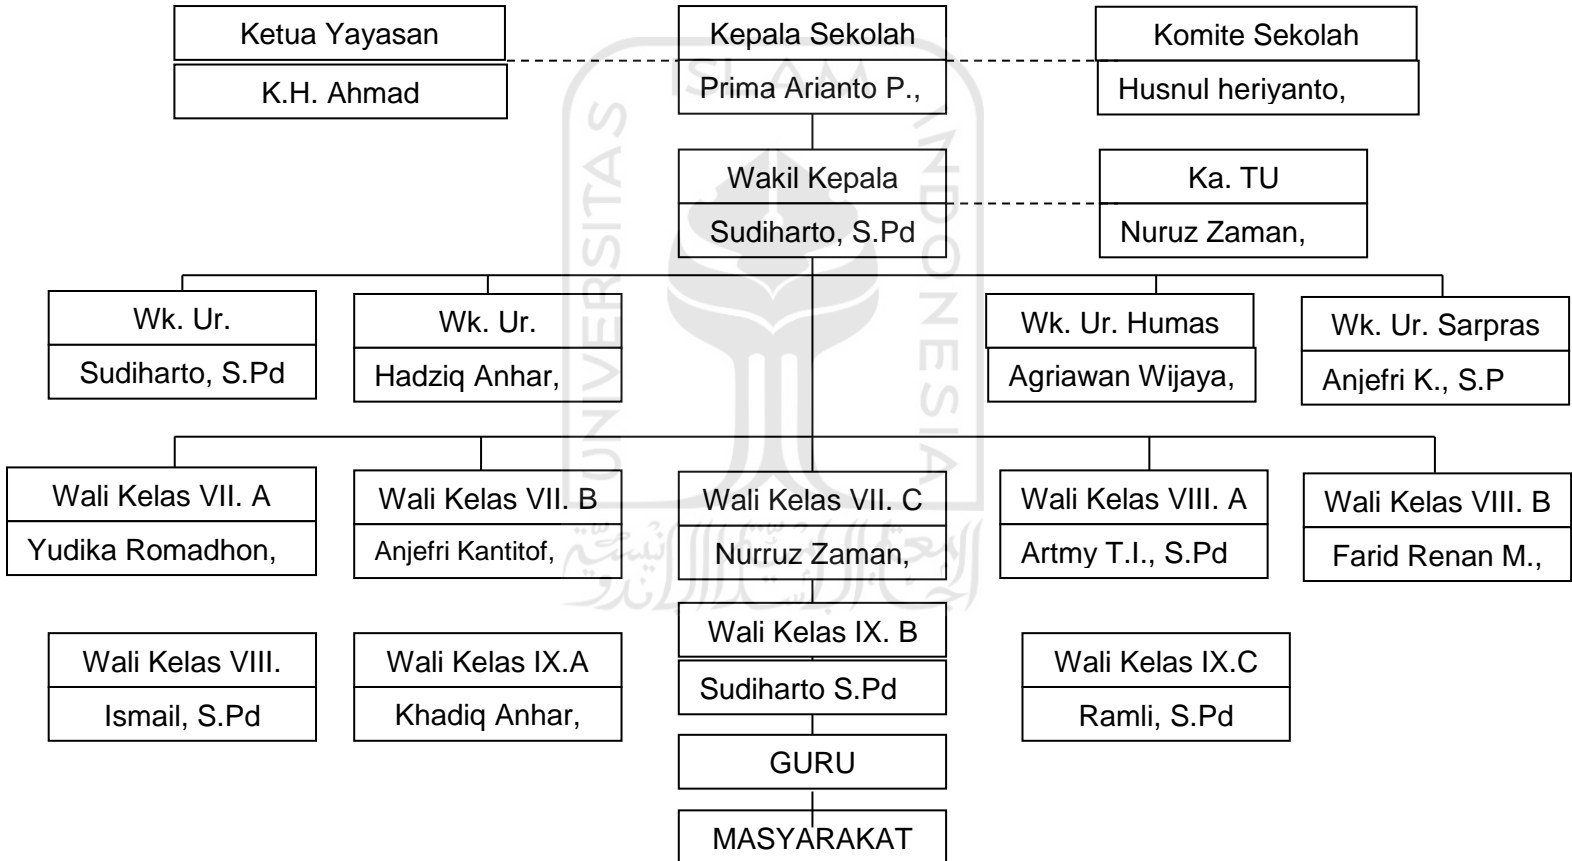 Ketua Yayasan
K.H. Ahmad
Kepala Sekolah
Prima Arianto P.,
Komite Sekolah
Husnul heriyanto,
Wakil Kepala
Sudiharto, S.Pd
Ka. TU
Nuruz Zaman,
Wk. Ur.
Sudiharto, S.Pd
Wk. Ur.
Hadziq Anhar,
Wk. Ur. Humas
Agriawan Wijaya,
Wk. Ur. Sarpras
Anjefri K., S.P
Wali Kelas VII. A
Yudika Romadhon,
Wali Kelas VII. B
Anjefri Kantitof,
Wali Kelas VII. C
Nurruz Zaman,
Wali Kelas VIII. A
Artmy T.I., S.Pd
Wali Kelas VIII. B
Farid Renan M.,
Wali Kelas VIII.
Ismail, S.Pd
Wali Kelas IX.A
Khadiq Anhar,
Wali Kelas IX. B
Sudiharto S.Pd
Wali Kelas IX.C
Ramli, S.Pd
GURU
MASYARAKAT
UNIVERSITAS
ISLAM
INDONESIA